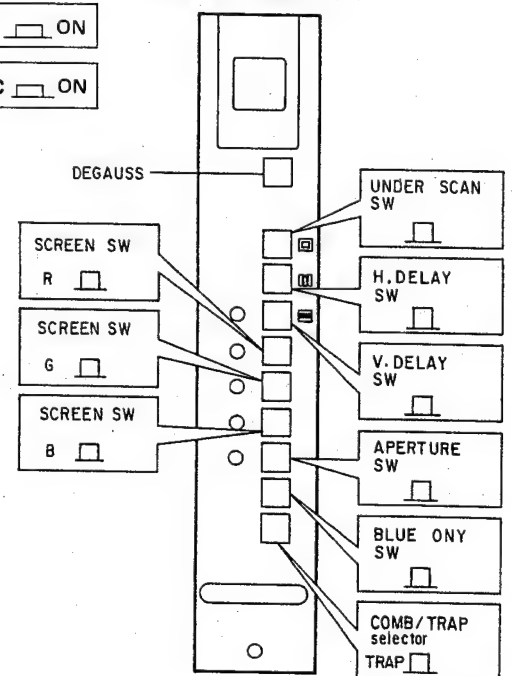 ON
C ON
DEGAUSS
UNDER SCAN
SW
SCREEN SW
R
H.DELAY
SW
SCREEN SW
G
V.DELAY
SW
SCREEN SW
B
APERTURE
SW
BLUE ONY
SW
COMB/TRAP
selector
TRAP